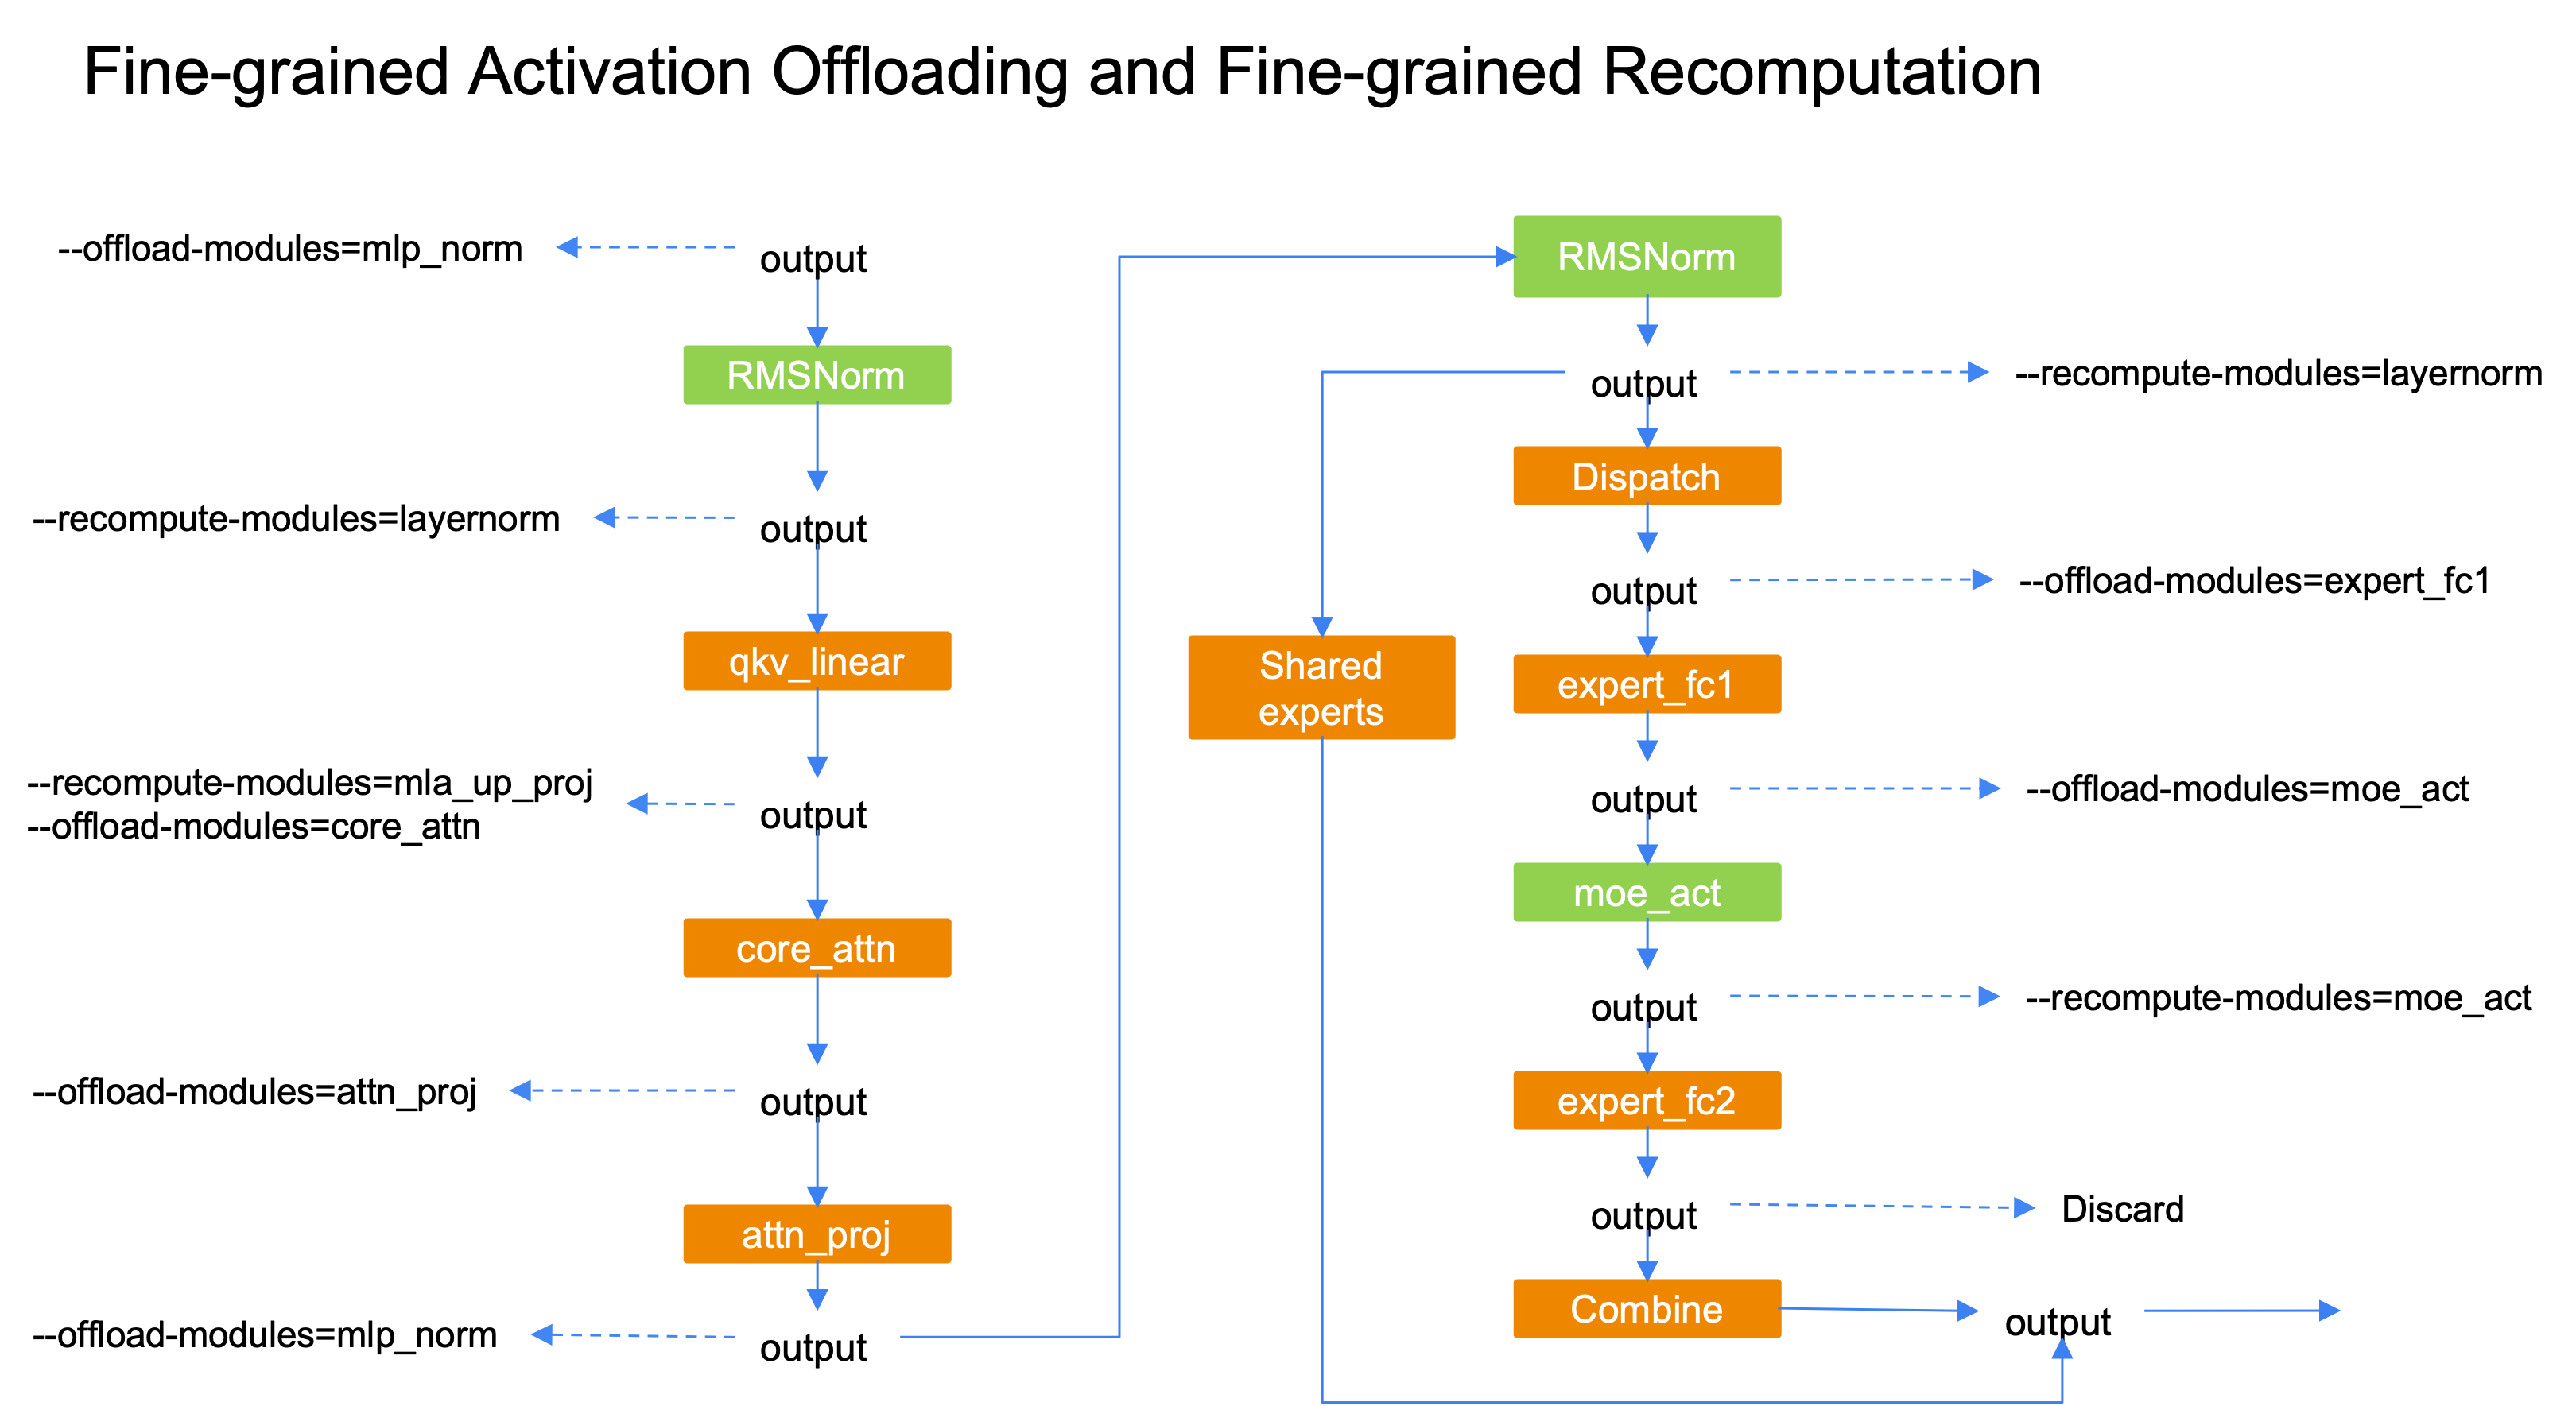 Fine-grained Activation Offloading and Fine-grained Recomputation
--offload-modules=mlp_norm
output
RMSNorm
--recompute-modules=layernorm
output
qkv_linear
--recompute-modules=mla_up_proj
--offload-modules=core_attn
output
core_attn
--offload-modules=attn_proj
output
attn_proj
--offload-modules=mlp_norm
output
RMSNorm
output
--recompute-modules=layernorm
Dispatch
output
--offload-modules=expert_fc1
Shared
experts
expert_fc1
output
--offload-modules=moe_act
moe_act
output
--recompute-modules=moe_act
expert_fc2
output
Discard
Combine
output